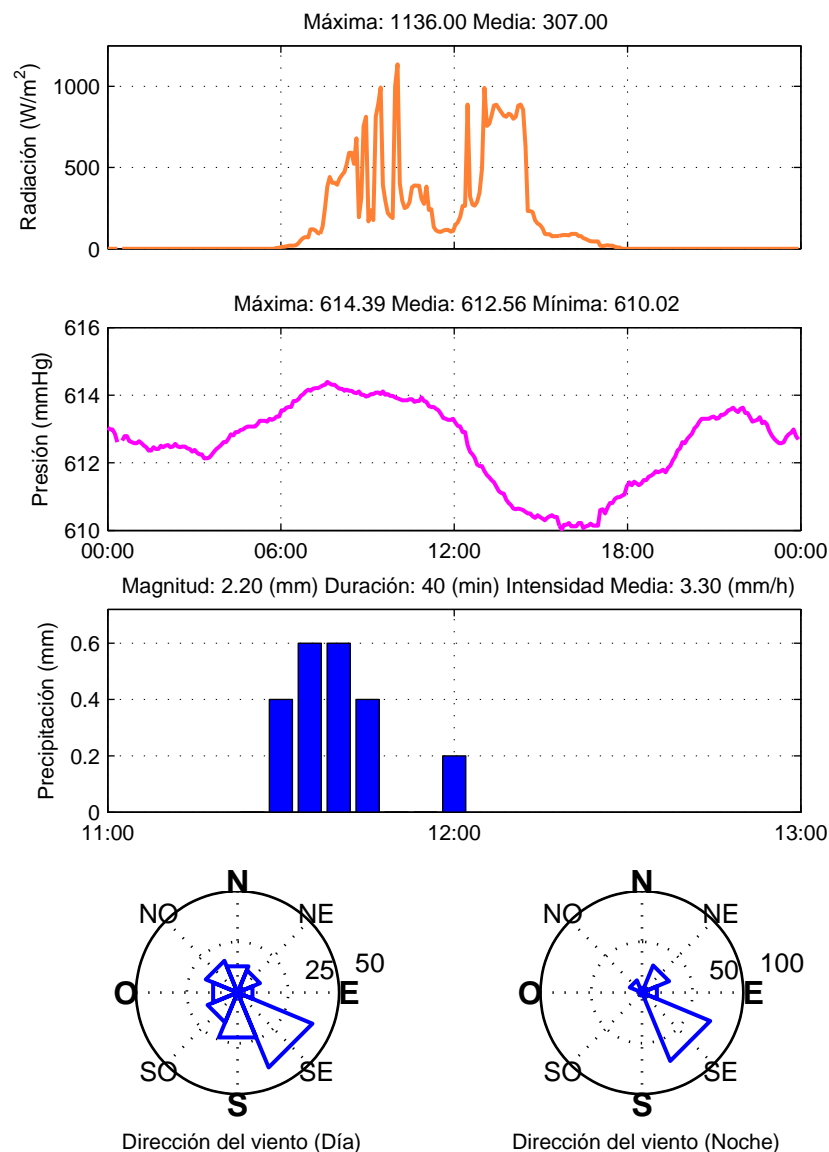 Máxima: 1136.00 Media: 307.00
Radiación (W/m²)
1000
500
0
Máxima: 614.39 Media: 612.56 Mínima: 610.02
Presión (mmHg)
616
614
612
610
00:00 06:00 12:00 18:00 00:00
Magnitud: 2.20 (mm) Duración: 40 (min) Intensidad Media: 3.30 (mm/h)
Precipitación (mm)
0.6
0.4
0.2
0
11:00 12:00 13:00
N
NO NE
25 50
O E
SO SE
S
Dirección del viento (Día)
N
NO NE
50 100
O E
SO SE
S
Dirección del viento (Noche)